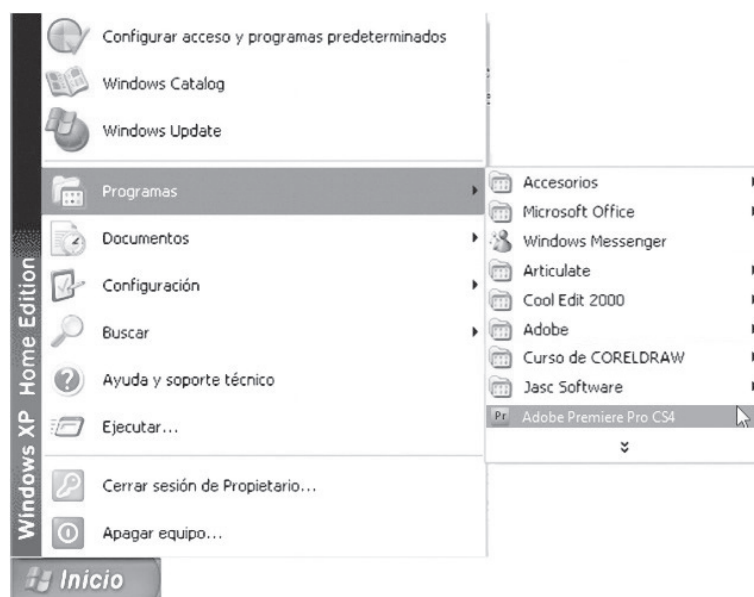 Configurar acceso y programas predeterminados
Windows Catalog
Windows Update
Programas
Documentos
Configuración
Buscar
Ayuda y soporte técnico
Ejecutar...
Cerrar sesión de Propietario...
Apagar equipo...
Windows XP Home Edition
Inicio
Accesorios
Microsoft Office
Windows Messenger
Articulate
Cool Edit 2000
Adobe
Curso de CORELDRAW
Jasc Software
Pr Adobe Premiere Pro CS4